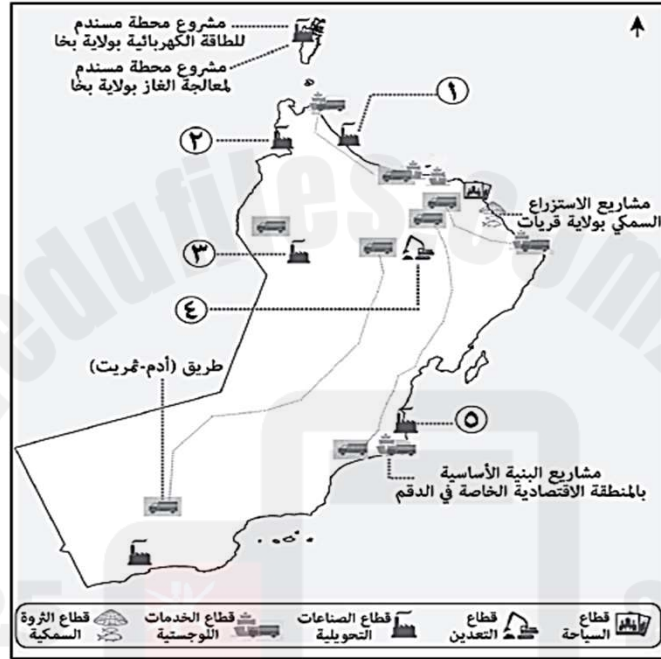 مشروع محطة مسندم
للطاقة الكهربائية بولاية بخا
مشروع محطة مسندم
لمعالجة الغاز بولاية بخا
١
٢
مشاريع الاستزراع
السمكي بولاية قريات
٣
٤
طريق (أدم-ثمريت)
٥
مشاريع البنية الأساسية
بالمنطقة الاقتصادية الخاصة في الدقم
قطاع السياحة
قطاع التعدين
قطاع الصناعات التحويلية
قطاع الخدمات اللوجستية
قطاع الثروة السمكية
edufiles.com